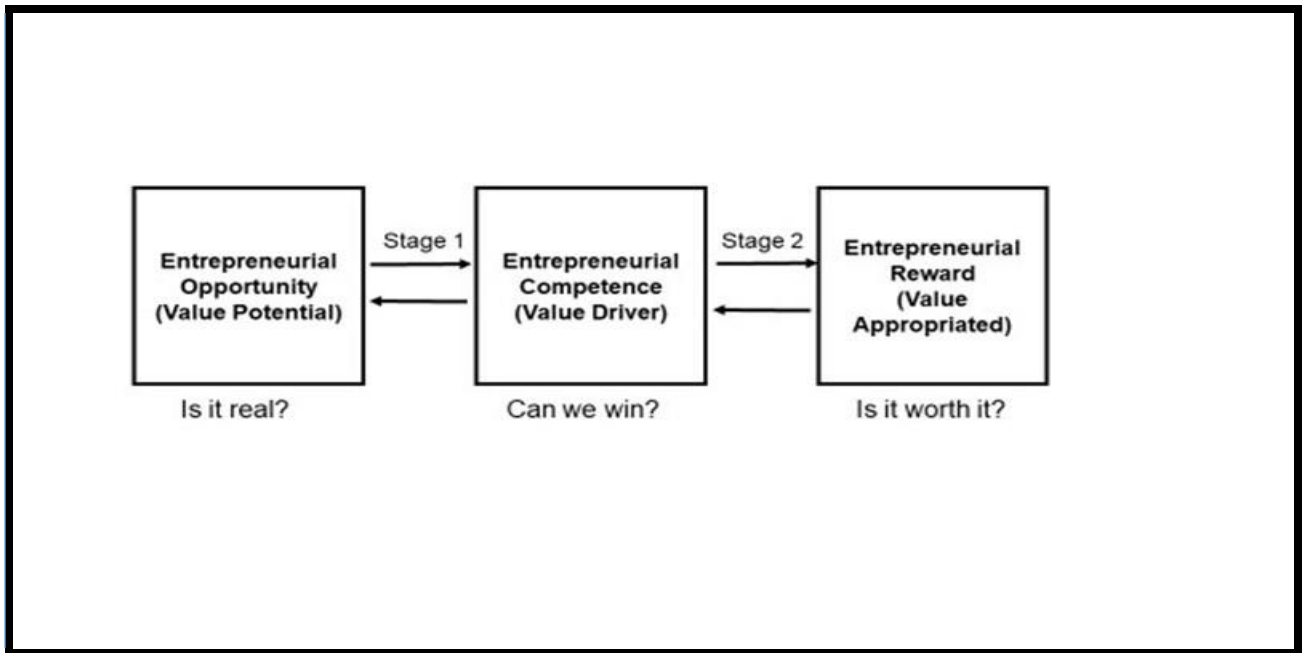 Entrepreneurial
Opportunity
(Value Potential)
Is it real?
Stage 1
Entrepreneurial
Competence
(Value Driver)
Can we win?
Stage 2
Entrepreneurial
Reward
(Value
Appropriated)
Is it worth it?